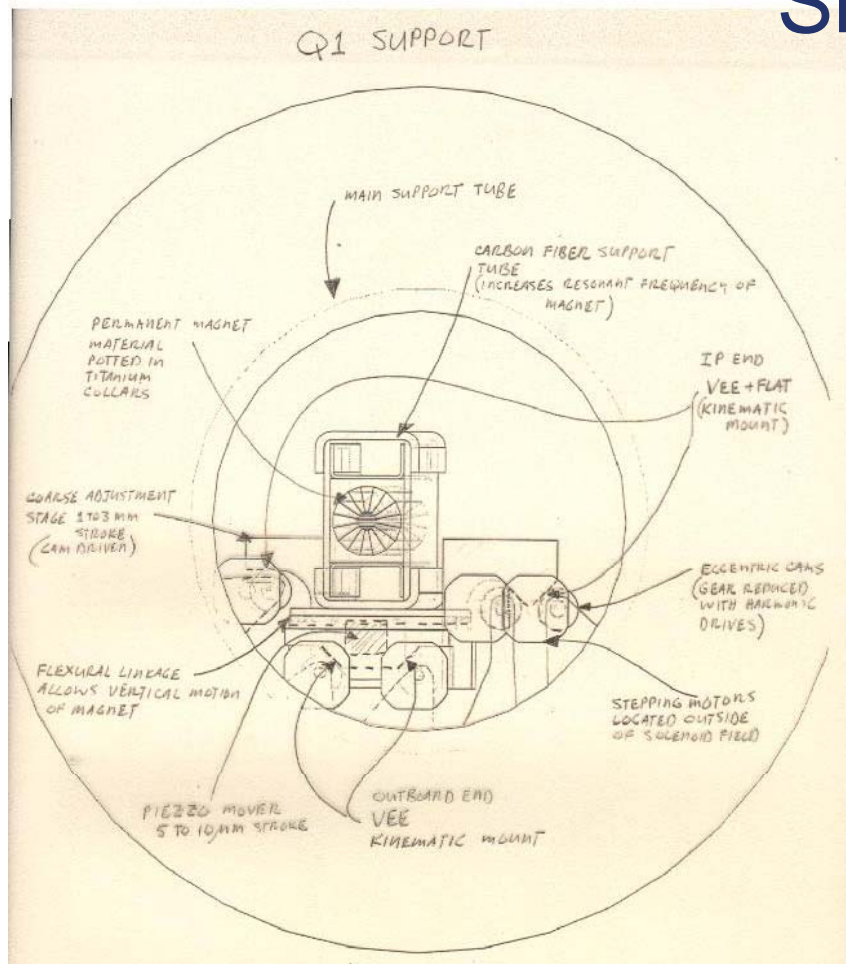 Q1 SUPPORT
MAIN SUPPORT TUBE
CARBON FIBER SUPPORT
TUBE
(INCREASES RESONANT FREQUENCY OF
MAGNET)
PERMANENT MAGNET
MATERIAL
POTTED IN
TITANIUM
COLLARS
IP END
VEE + FLAT
(KINEMATIC
MOUNT)
COARSE ADJUSTMENT
STAGE 1 TO 3 MM
STROKE
(CAM DRIVEN)
ECCENTRIC CAMS
(GEAR REDUCED
WITH HARMONIC
DRIVES)
FLEXURAL LINKAGE
ALLOWS VERTICAL MOTION
OF MAGNET
STEPPING MOTORS
LOCATED OUTSIDE
OF SOLENOID FIELD
PIEZZO MOVER
5 TO 10 µM STROKE
OUTBOARD END
VEE
KINEMATIC MOUNT